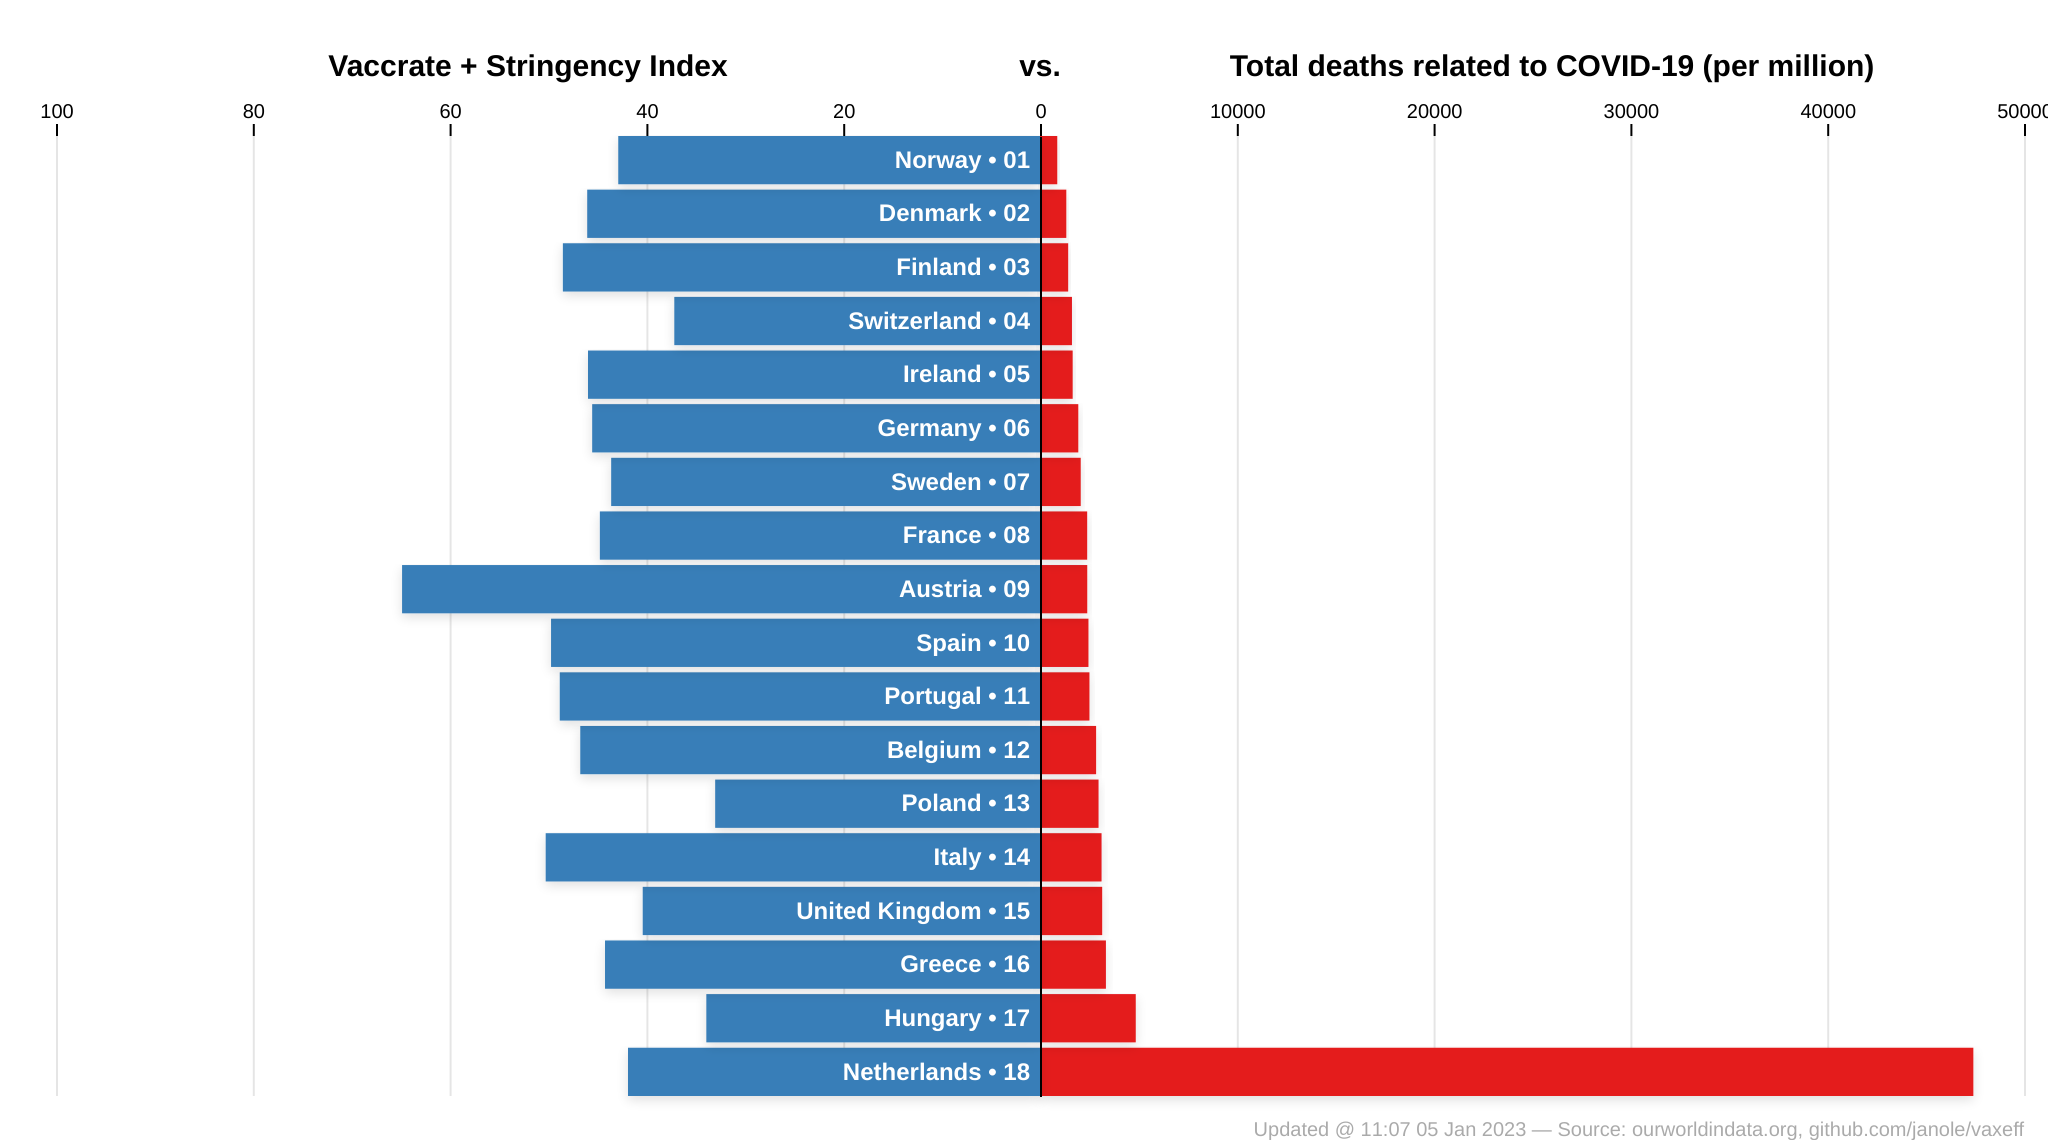 Vaccrate + Stringency Index vs. Total deaths related to COVID-19 (per million)
100 80 60 40 20 0 10000 20000 30000 40000 50000
Norway • 01
Denmark • 02
Finland • 03
Switzerland • 04
Ireland • 05
Germany • 06
Sweden • 07
France • 08
Austria • 09
Spain • 10
Portugal • 11
Belgium • 12
Poland • 13
Italy • 14
United Kingdom • 15
Greece • 16
Hungary • 17
Netherlands • 18
Updated @ 11:07 05 Jan 2023 — Source: ourworldindata.org, github.com/janole/vaxeff